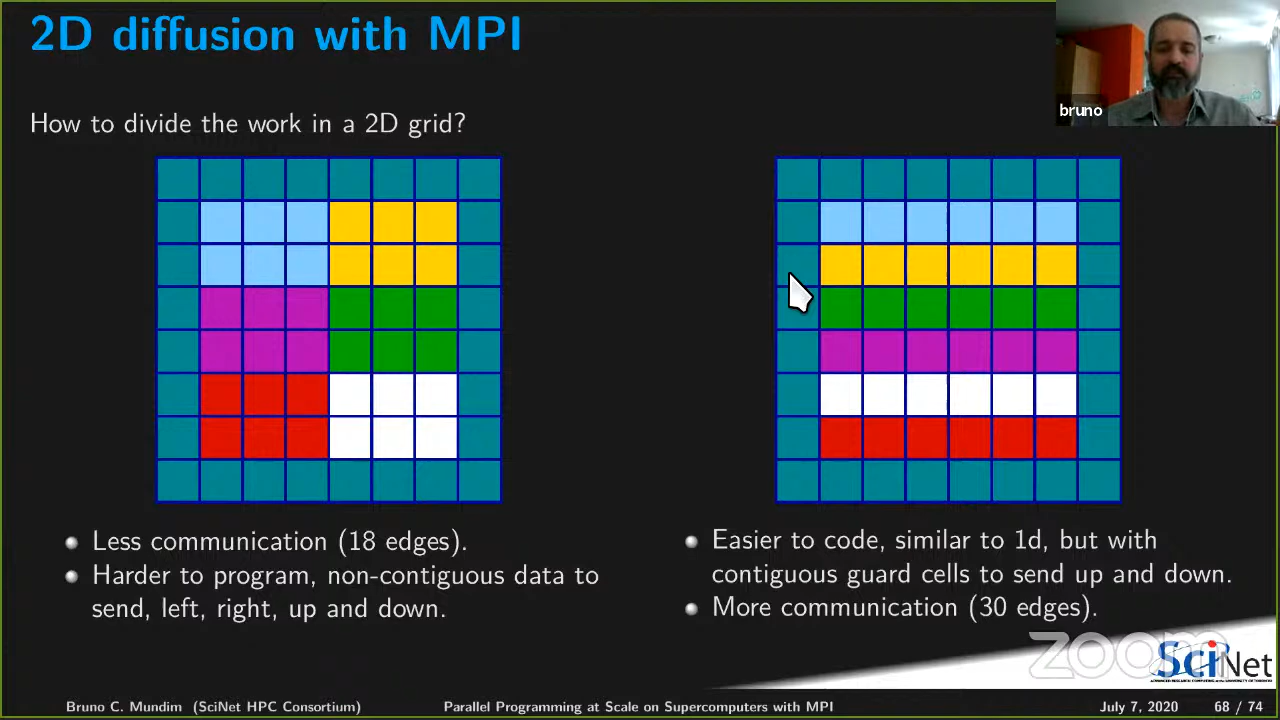 2D diffusion with MPI
bruno
How to divide the work in a 2D grid?
Less communication (18 edges).
Harder to program, non-contiguous data to
send, left, right, up and down.
Easier to code, similar to 1d, but with
contiguous guard cells to send up and down.
More communication (30 edges).
zoom
SciNet
Bruno C. Mundim (SciNet HPC Consortium)
Parallel Programming at Scale on Supercomputers with MPI
July 7, 2020
68 / 74